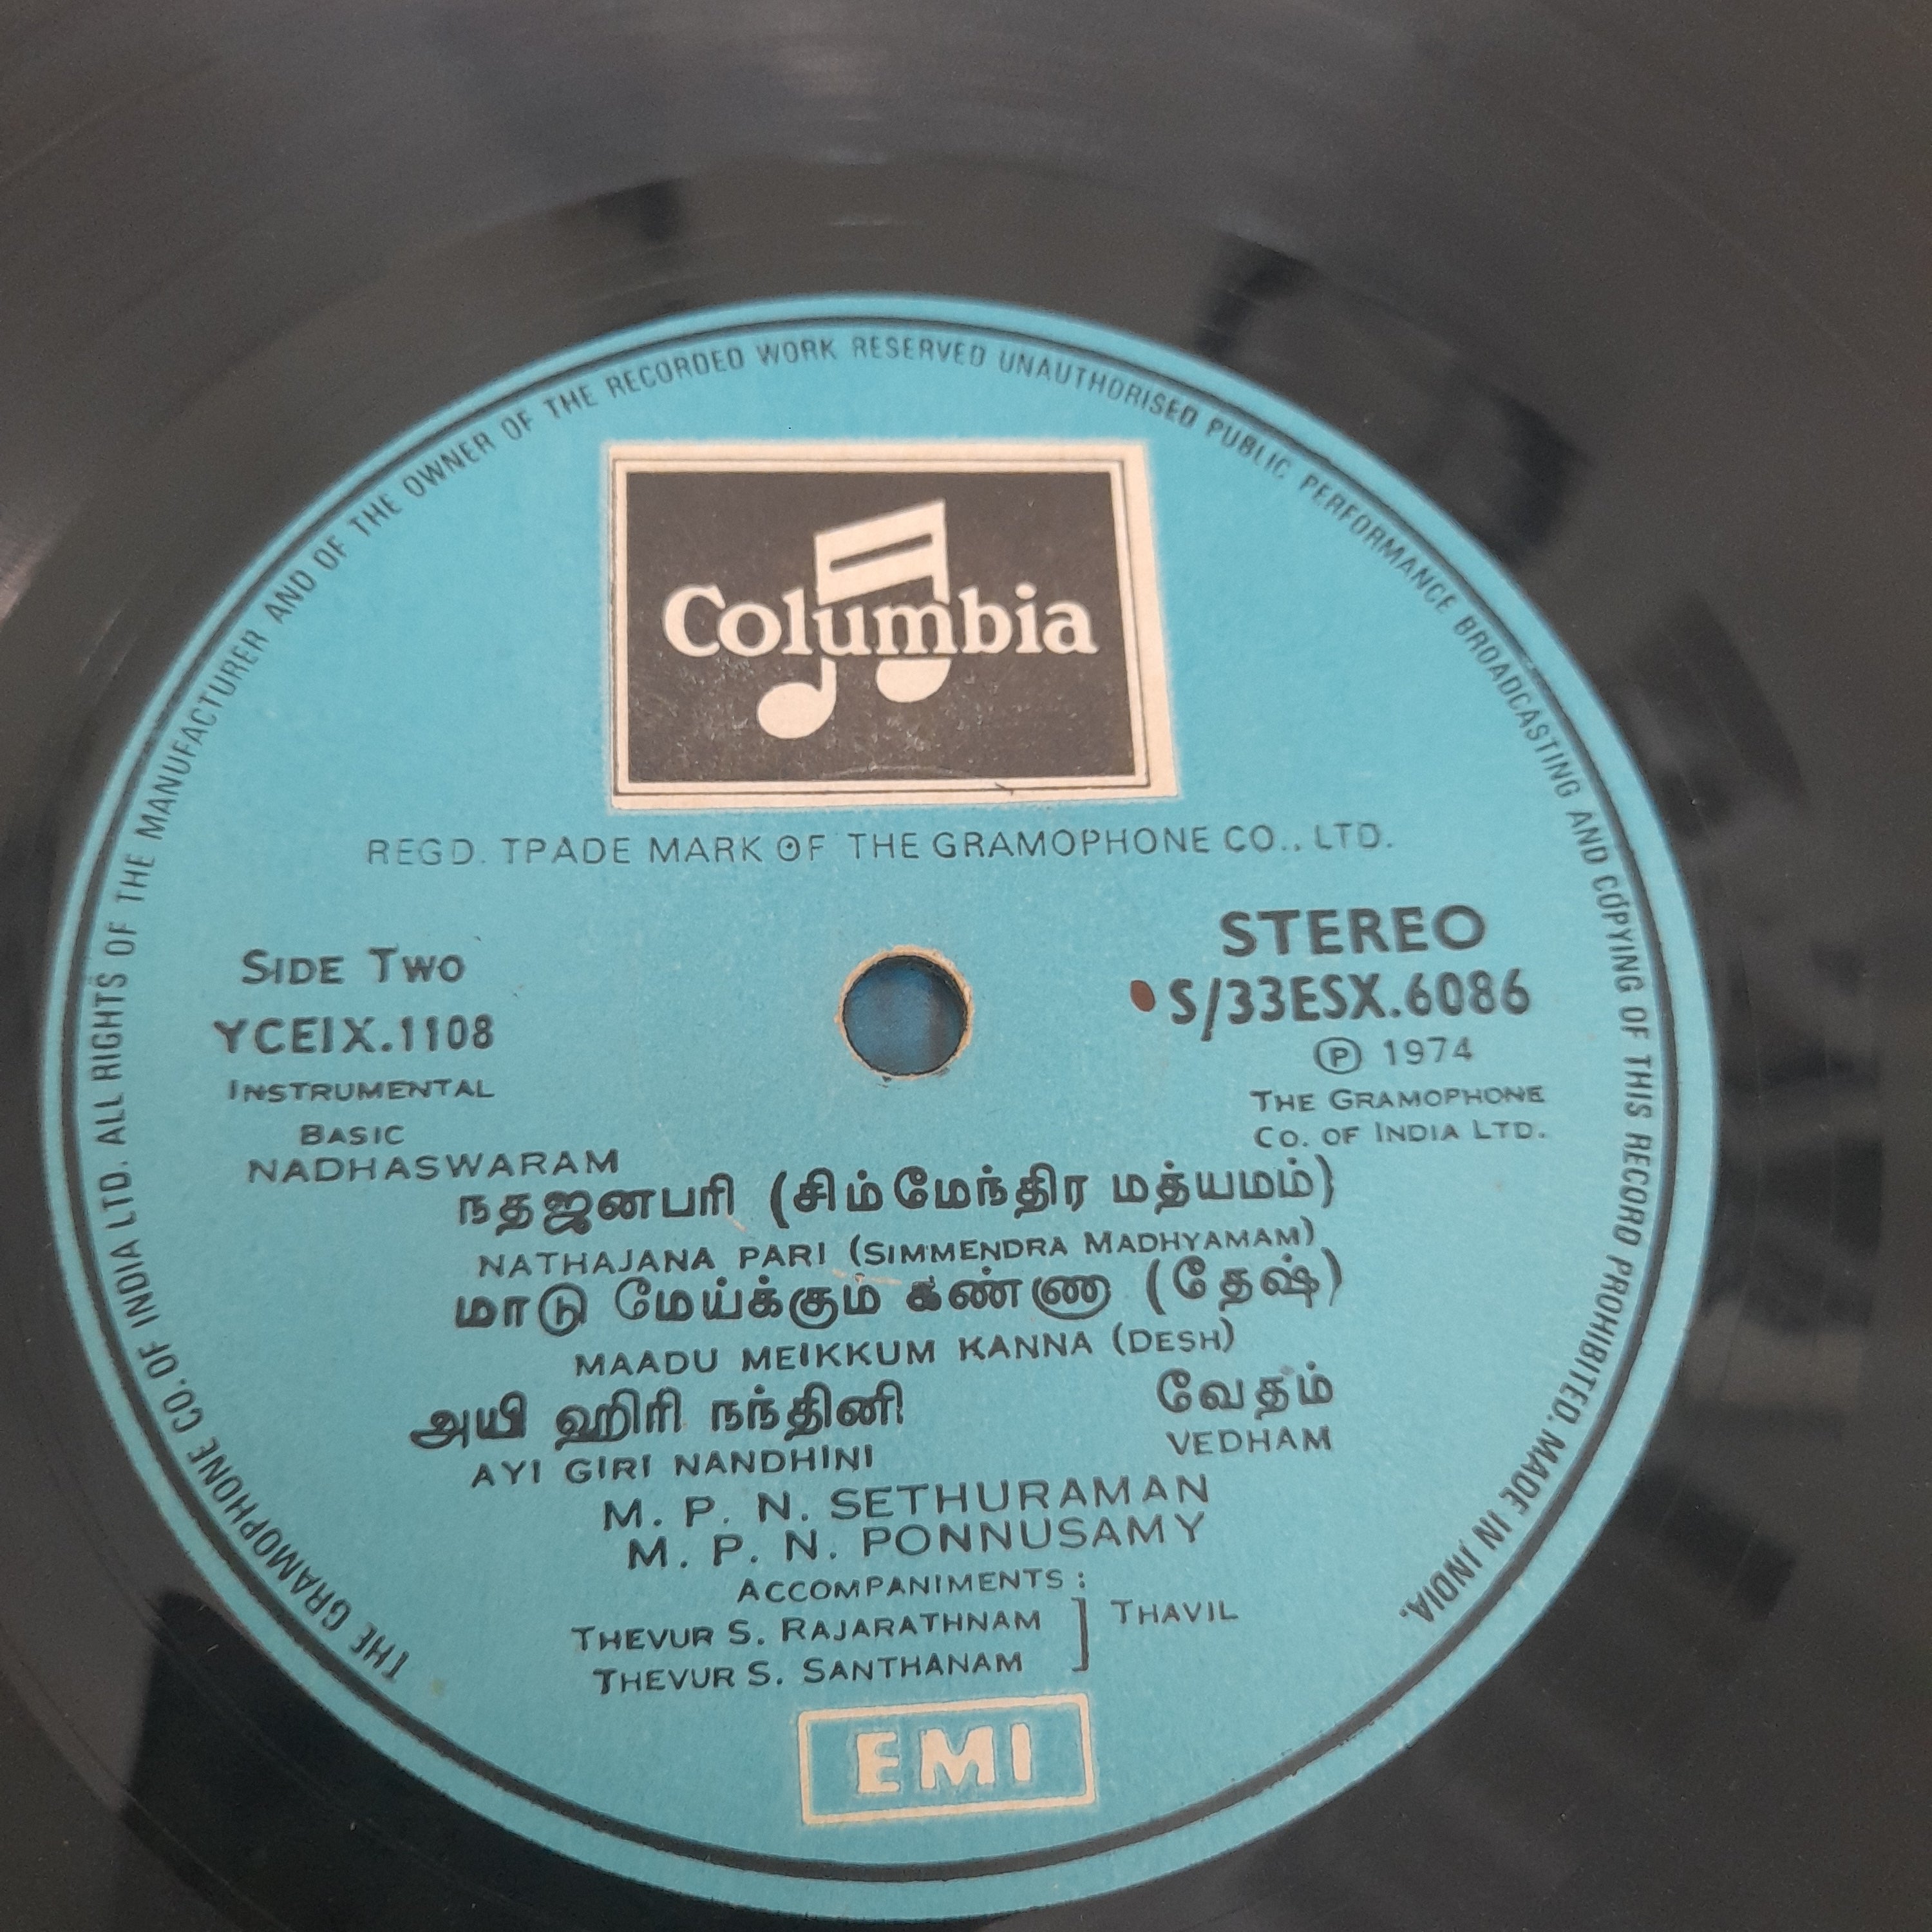 THE GRAMOPHONE CO. OF INDIA LTD. ALL RIGHTS OF THE MANUFACTURER AND OF THE OWNER OF THE RECORDED WORK RESERVED UNAUTHORISED PUBLIC PERFORMANCE BROADCASTING AND COPYING OF THIS RECORD PROHIBITED. MADE IN INDIA.
Columbia
REGD. TPADE MARK OF THE GRAMOPHONE CO., LTD.
SIDE TWO
YCEIX.1108
INSTRUMENTAL
BASIC
NADHASWARAM
STEREO
S/33ESX.6086
Ⓟ 1974
THE GRAMOPHONE
CO. OF INDIA LTD.
நதஜனபரி (சிம்மேந்திர மத்யமம்)
NATHAJANA PARI (SIMMENDRA MADHYAMAM)
மாடு மேய்க்கும் கண்ணா (தேஷ்)
MAADU MEIKKUM KANNA (DESH)
அயி ஹிரி நந்தினி வேதம்
AYI GIRI NANDHINI VEDHAM
M. P. N. SETHURAMAN
M. P. N. PONNUSAMY
ACCOMPANIMENTS:
THEVUR S. RAJARATHNAM
THEVUR S. SANTHANAM ] THAVIL
EMI